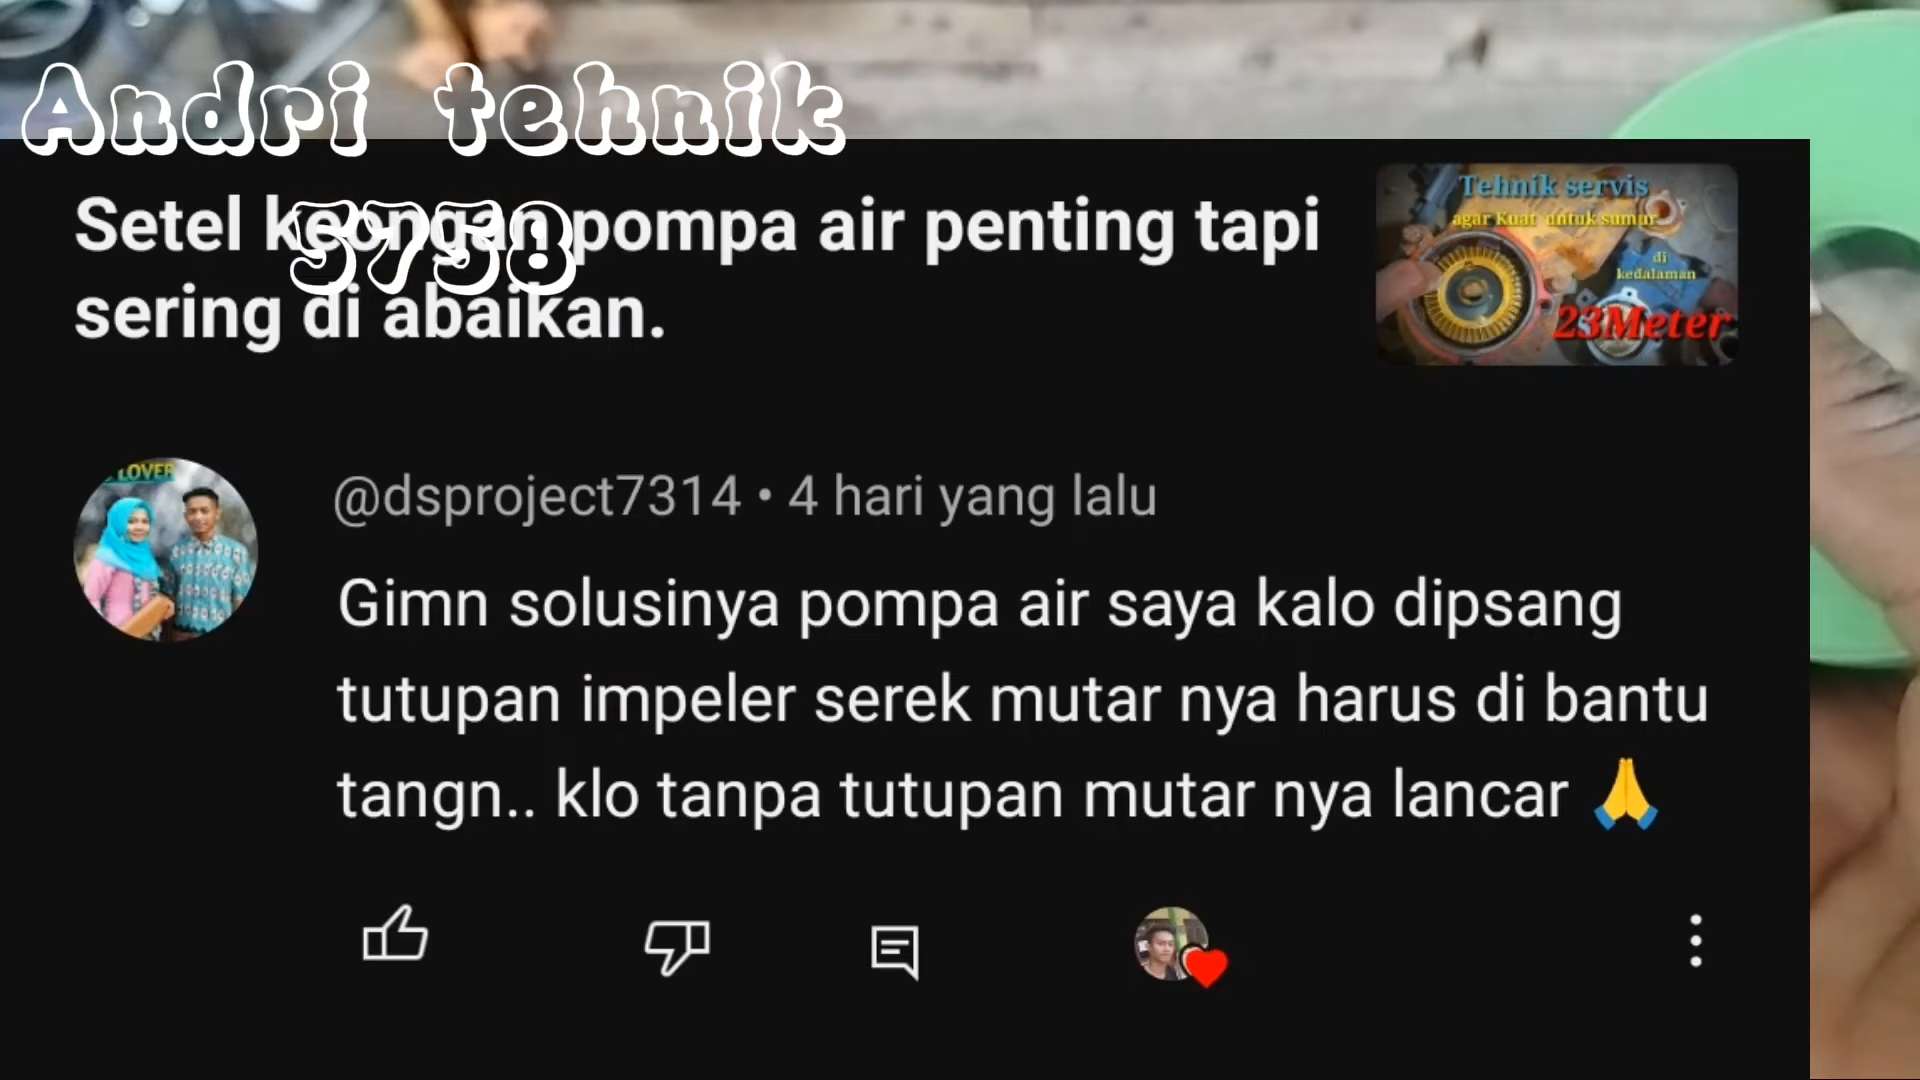 Andri tehnik
3738
Setel keongan pompa air penting tapi
sering di abaikan.
Tehnik servis
agar Kuat untuk sumur
di
kedalaman
23Meter
LOVER
@dsproject7314 • 4 hari yang lalu
Gimn solusinya pompa air saya kalo dipsang
tutupan impeler serek mutar nya harus di bantu
tangn.. klo tanpa tutupan mutar nya lancar 🙏